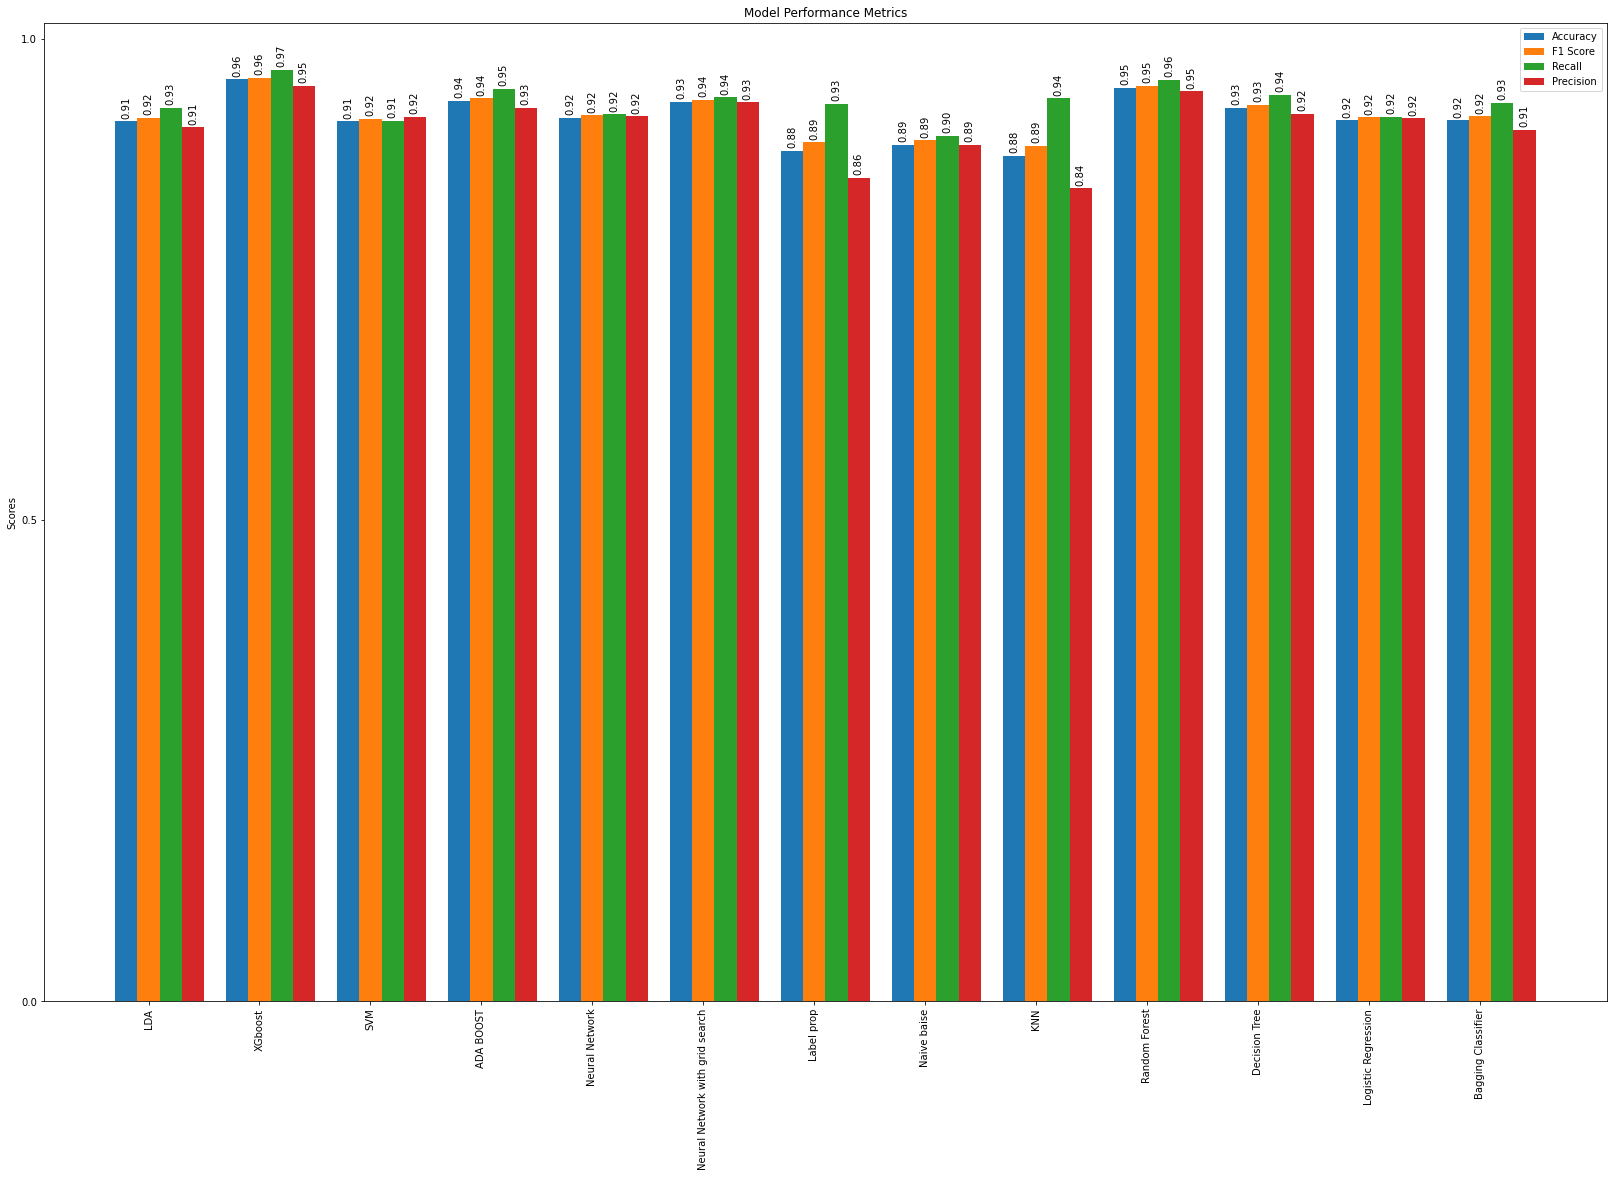 Model Performance Metrics
Accuracy
F1 Score
Recall
Precision
Scores
1.0
0.5
0.0
0.91 0.92 0.93 0.91
0.96 0.96 0.97 0.95
0.91 0.92 0.91 0.92
0.94 0.94 0.95 0.93
0.92 0.92 0.92 0.92
0.93 0.94 0.94 0.93
0.88 0.89 0.93 0.86
0.89 0.89 0.90 0.89
0.88 0.89 0.94 0.84
0.95 0.95 0.96 0.95
0.93 0.93 0.94 0.92
0.92 0.92 0.92 0.92
0.92 0.92 0.93 0.91
LDA
XGboost
SVM
ADA BOOST
Neural Network
Neural Network with grid search
Label prop
Naive baise
KNN
Random Forest
Decision Tree
Logistic Regression
Bagging Classifier